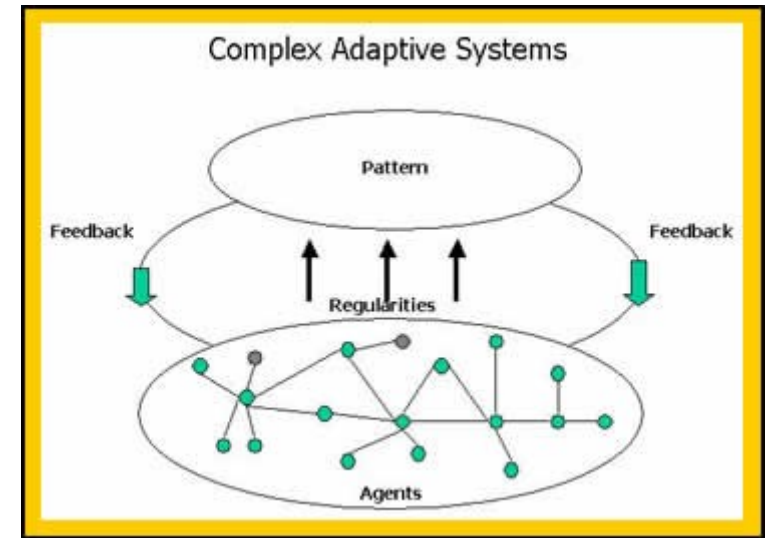 Complex Adaptive Systems
Pattern
Feedback
Feedback
Regularities
Agents